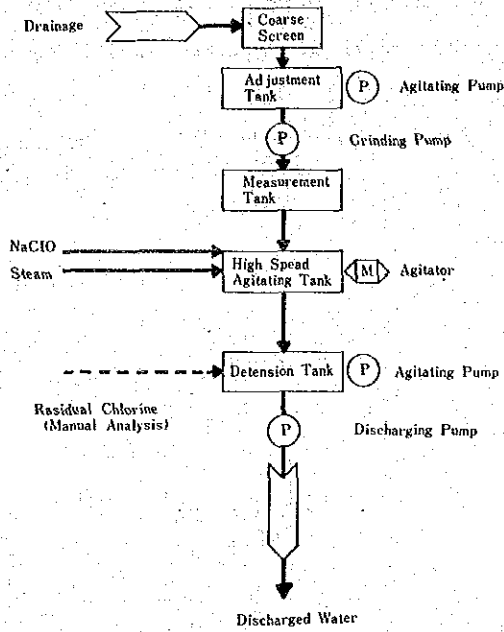 Drainage
Coarse
Screen
Adjustment
Tank
P
Agitating Pump
P
Grinding Pump
Measurement
Tank
NaClO
Steam
High Spead
Agitating Tank
M
Agitator
Detension Tank
P
Agitating Pump
Rasidual Chlorine
(Manual Analysis)
P
Discharging Pump
Discharged Water